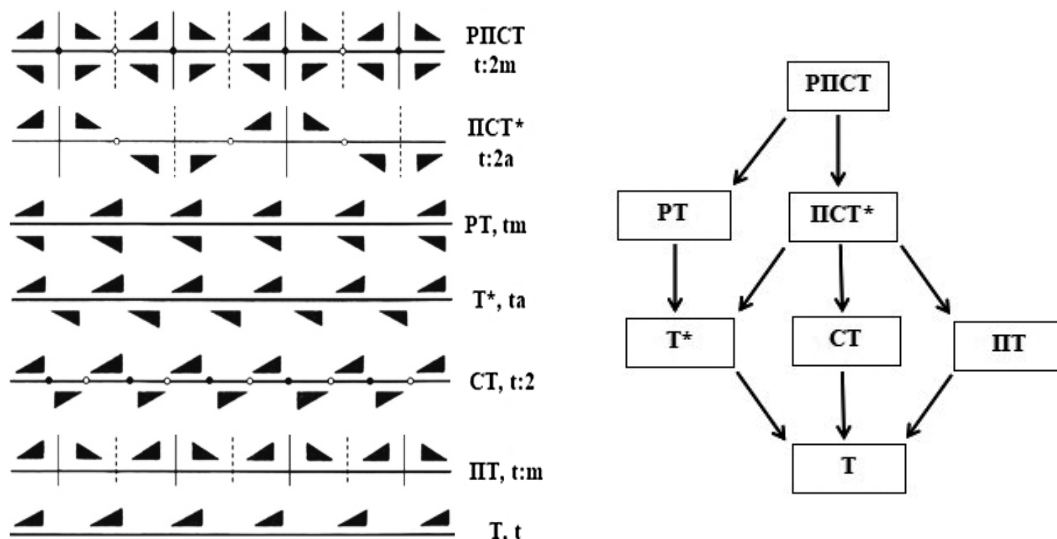 РПСТ
t:2m
ПСТ*
t:2a
РТ, tm
Т*, ta
СТ, t:2
ПТ, t:m
Т, t
РПСТ
РТ
ПСТ*
Т*
СТ
ПТ
Т